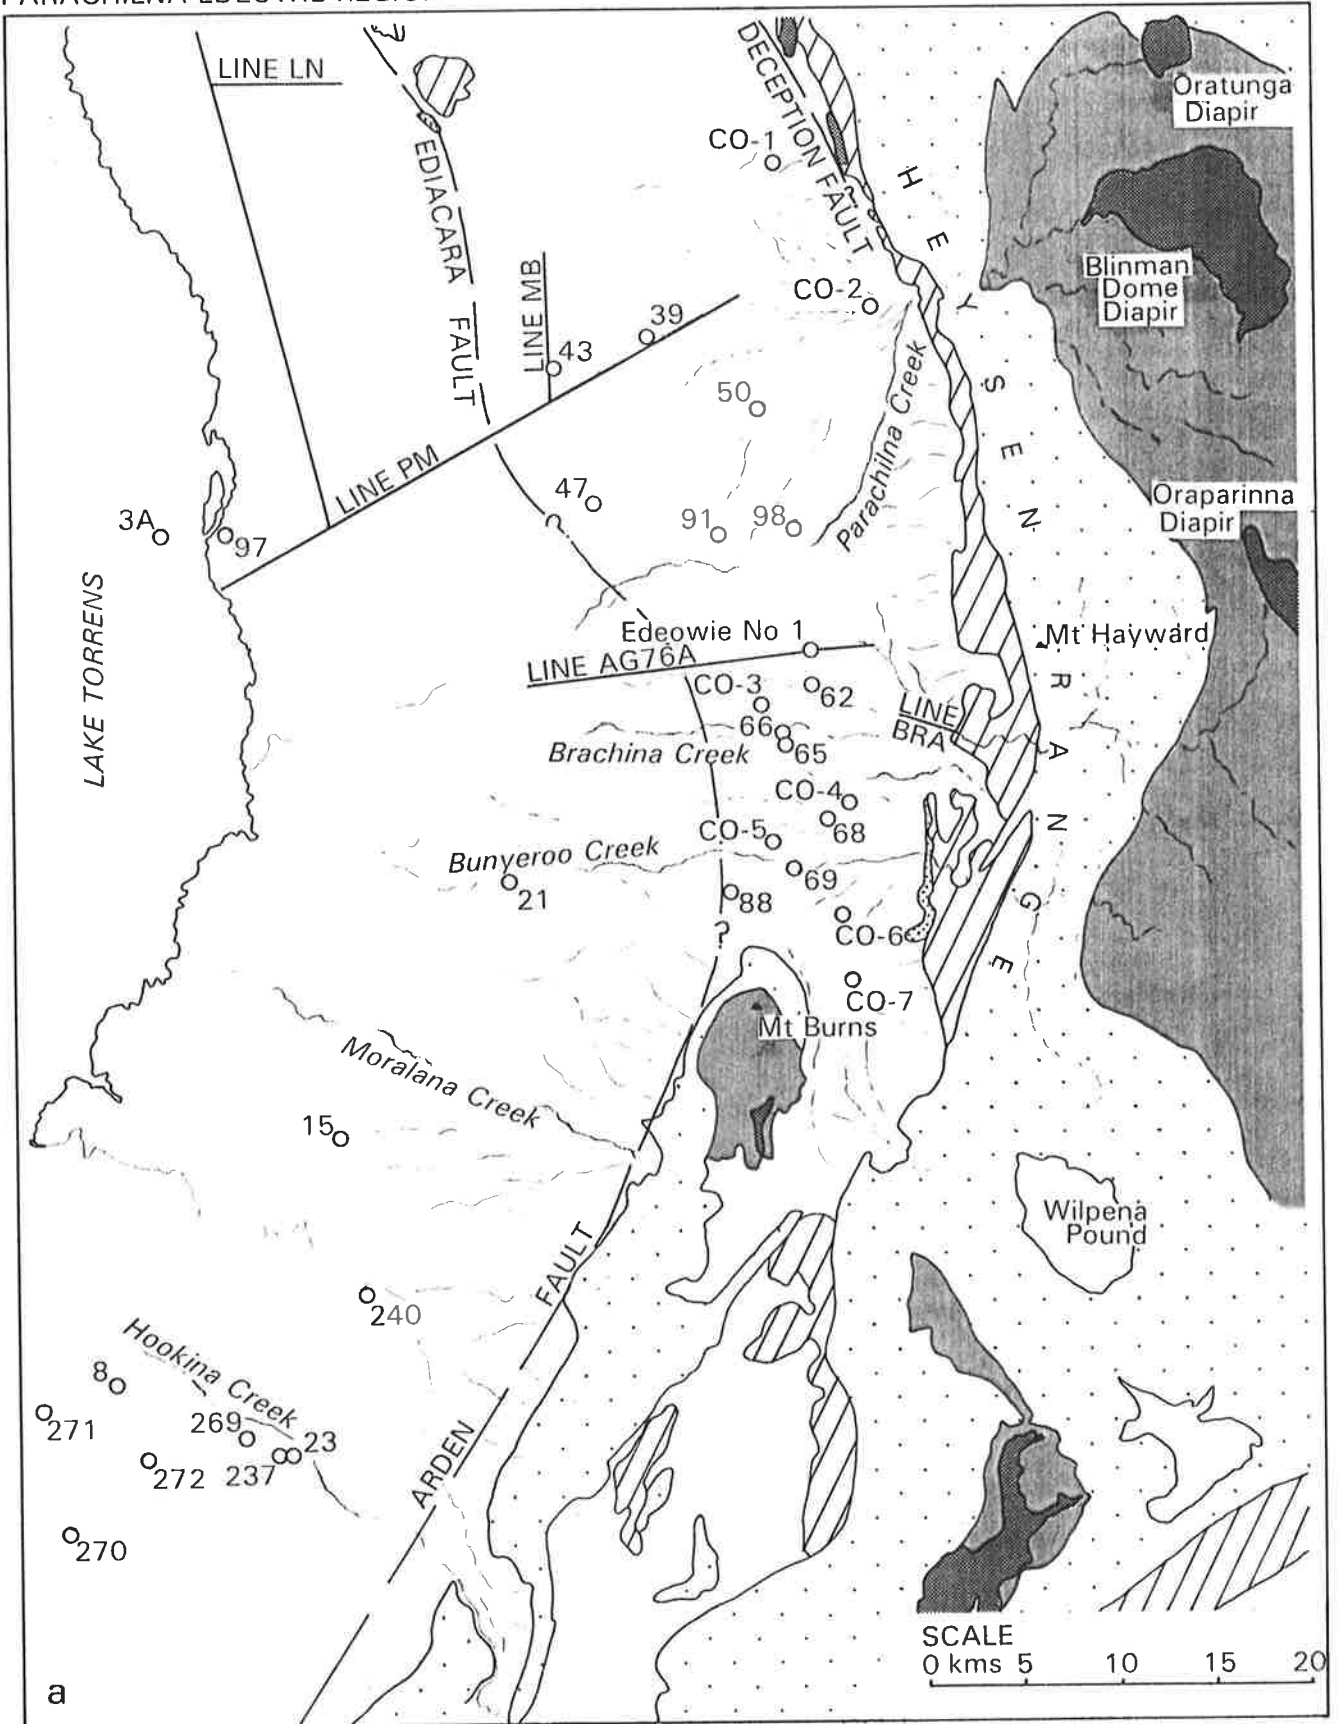 LINE LN
DECEPTION FAULT
Oratunga
Diapir
CO-1
EDIACARA FAULT
HEYSEN RANGE
LINE MB
CO-2
Blinman
Dome
Diapir
39
43
50
Parachilna Creek
LINE PM
47
3A
97
91
98
?
Oraparinna
Diapir
LAKE TORRENS
Edeowie No 1
LINE AG76A
Mt Hayward
CO-3
62
LINE
BRA
66
65
Brachina Creek
CO-4
68
CO-5
Bunyeroo Creek
69
21
88
CO-6
?
CO-7
Mt Burns
Moralana Creek
15
Wilpena
Pound
ARDEN FAULT
240
Hookina Creek
8
271
269
23
272
237
270
SCALE
0 kms 5 10 15 20
a